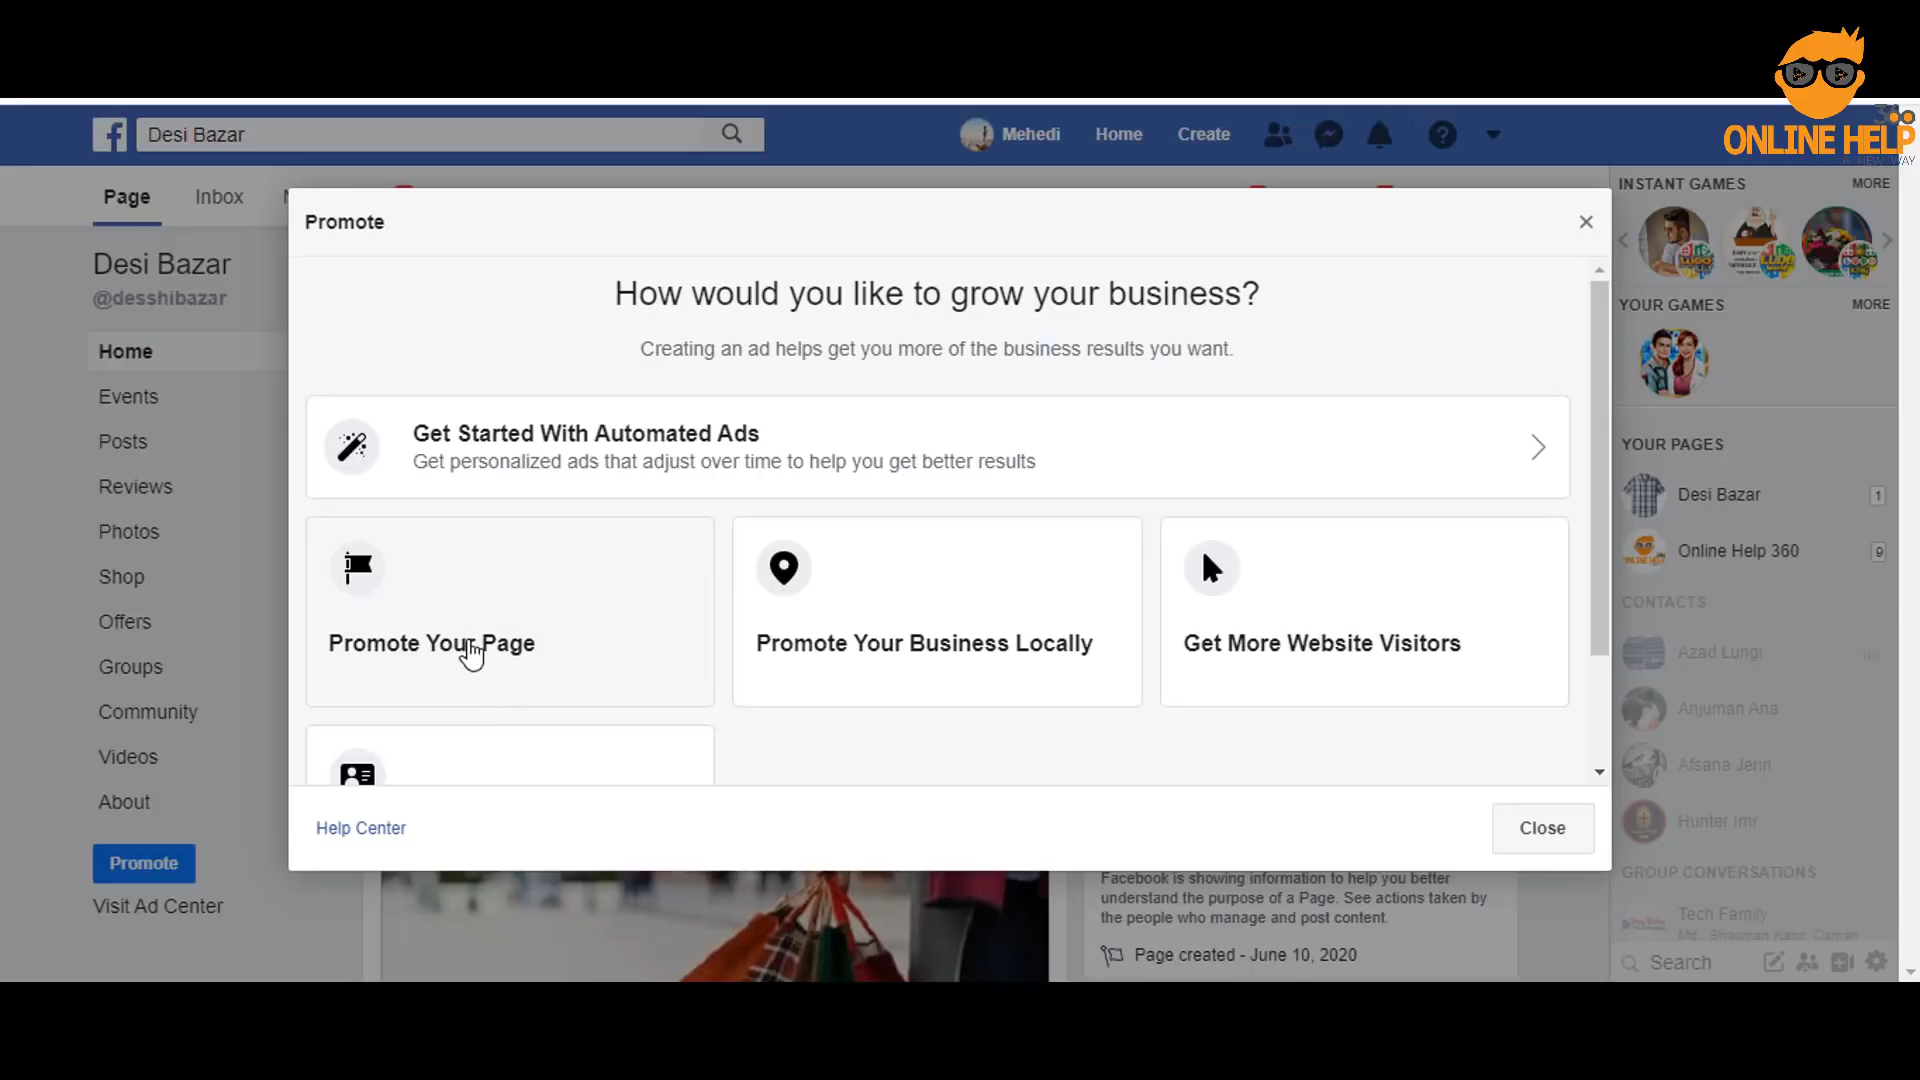 ONLINE HELP
A NEW WAY
Desi Bazar
Mehedi
Home
Create
Page
Inbox
Desi Bazar
@desshibazar
Home
Events
Posts
Reviews
Photos
Shop
Offers
Groups
Community
Videos
About
Promote
Visit Ad Center
Promote
How would you like to grow your business?
Creating an ad helps get you more of the business results you want.
Get Started With Automated Ads
Get personalized ads that adjust over time to help you get better results
Promote Your Page
Promote Your Business Locally
Get More Website Visitors
Help Center
Close
Facebook is showing information to help you better
understand the purpose of a Page. See actions taken by
the people who manage and post content.
Page created - June 10, 2020
INSTANT GAMES
MORE
YOUR GAMES
MORE
YOUR PAGES
Desi Bazar
1
Online Help 360
9
CONTACTS
Azad Lungi
Anjuman Ana
Afsana Jerin
Hunter Imr
GROUP CONVERSATIONS
Tech Family
Search